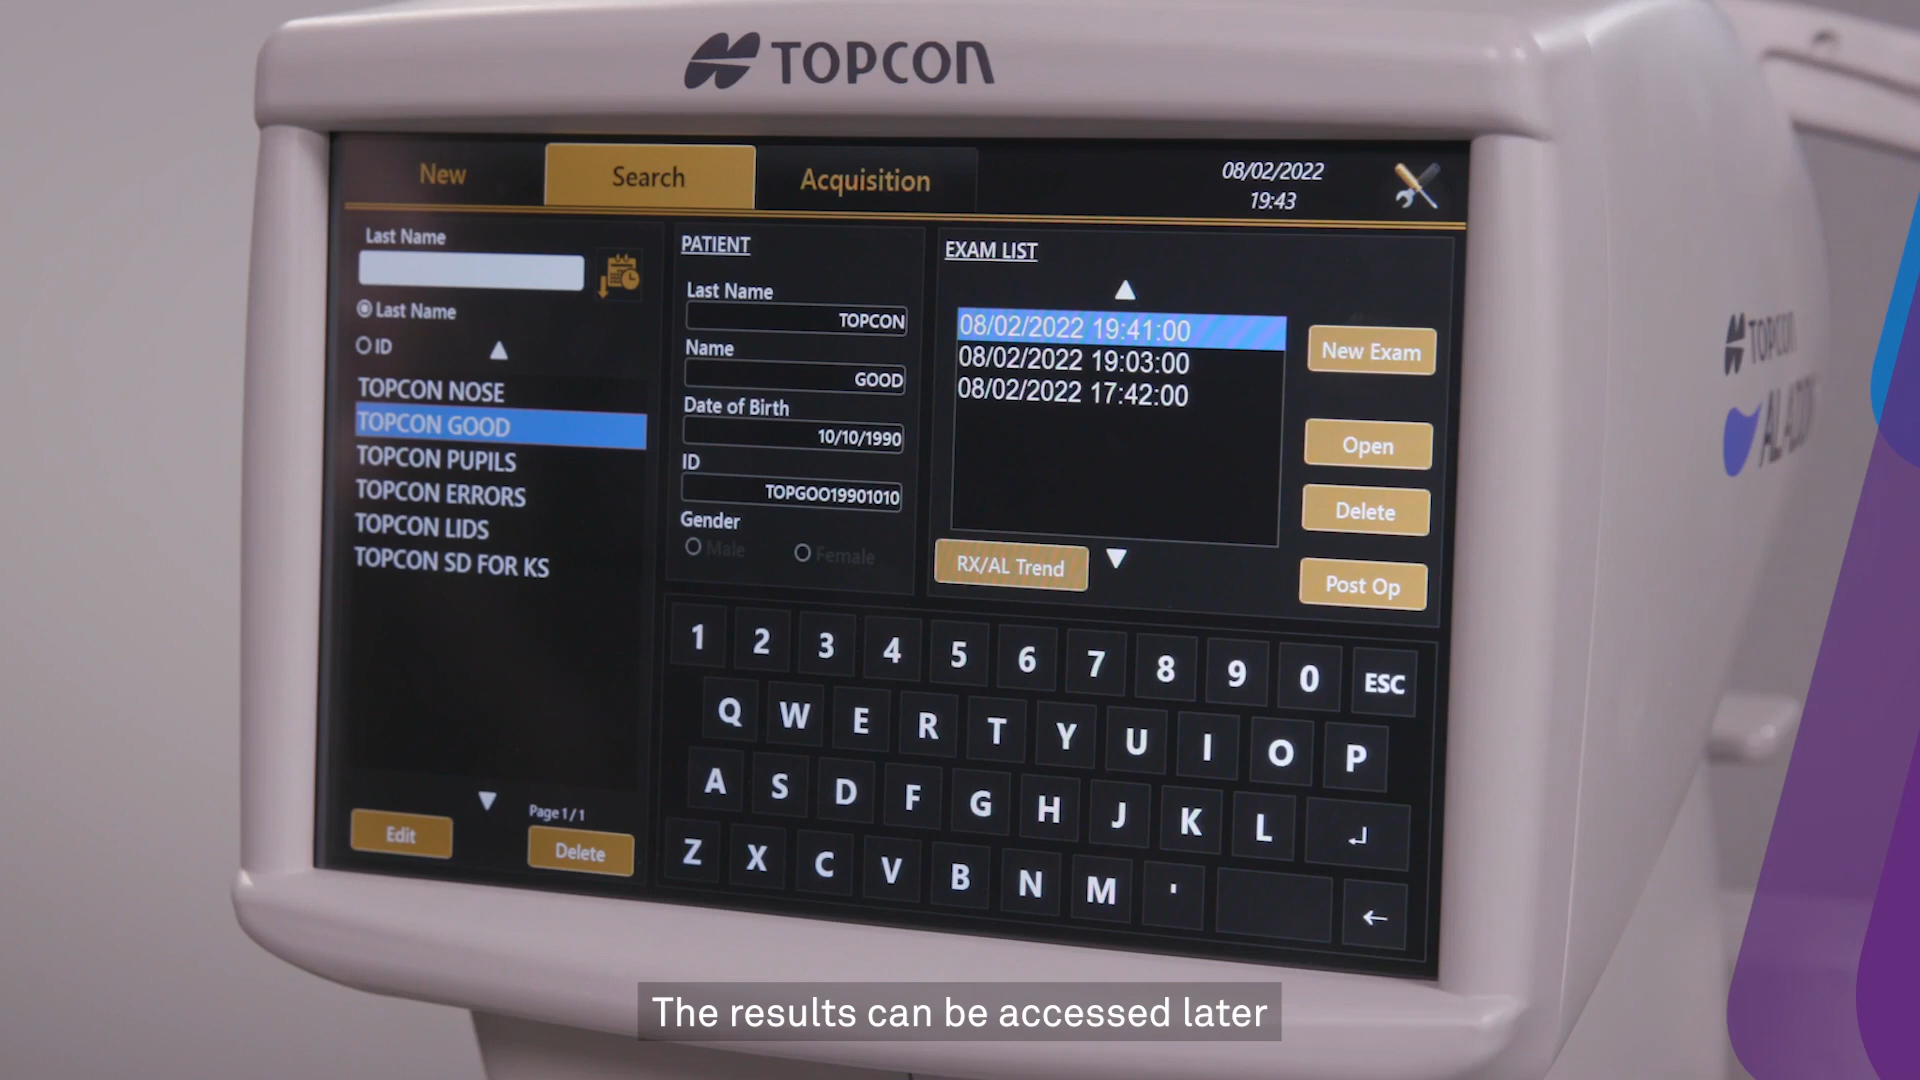 TOPCON
New
Search
Acquisition
08/02/2022
19:43
Last Name
Last Name
ID
TOPCON NOSE
TOPCON GOOD
TOPCON PUPILS
TOPCON ERRORS
TOPCON LIDS
TOPCON SD FOR KS
Page 1 / 1
Edit
Delete
PATIENT
Last Name
TOPCON
Name
GOOD
Date of Birth
10/10/1990
ID
TOPGOO19901010
Gender
Male
Female
EXAM LIST
08/02/2022 19:41:00
08/02/2022 19:03:00
08/02/2022 17:42:00
RX/AL Trend
New Exam
Open
Delete
Post Op
1 2 3 4 5 6 7 8 9 0 ESC
Q W E R T Y U I O P
A S D F G H J K L
Z X C V B N M '
TOPCON
The results can be accessed later